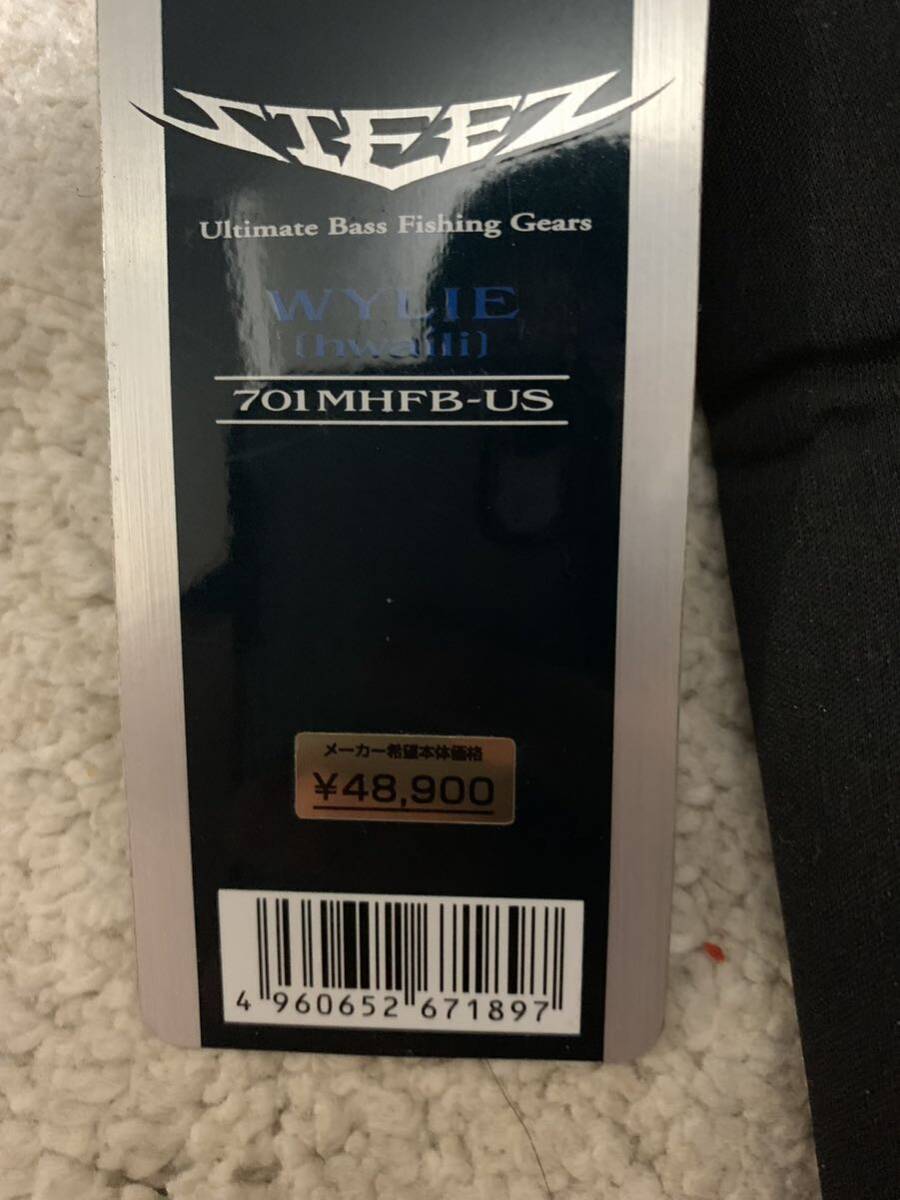 STEEZ
Ultimate Bass Fishing Gears
WYLIE
(hwaili)
701MHFB-US
メーカー希望本体価格
¥48,900
4 960652 671897